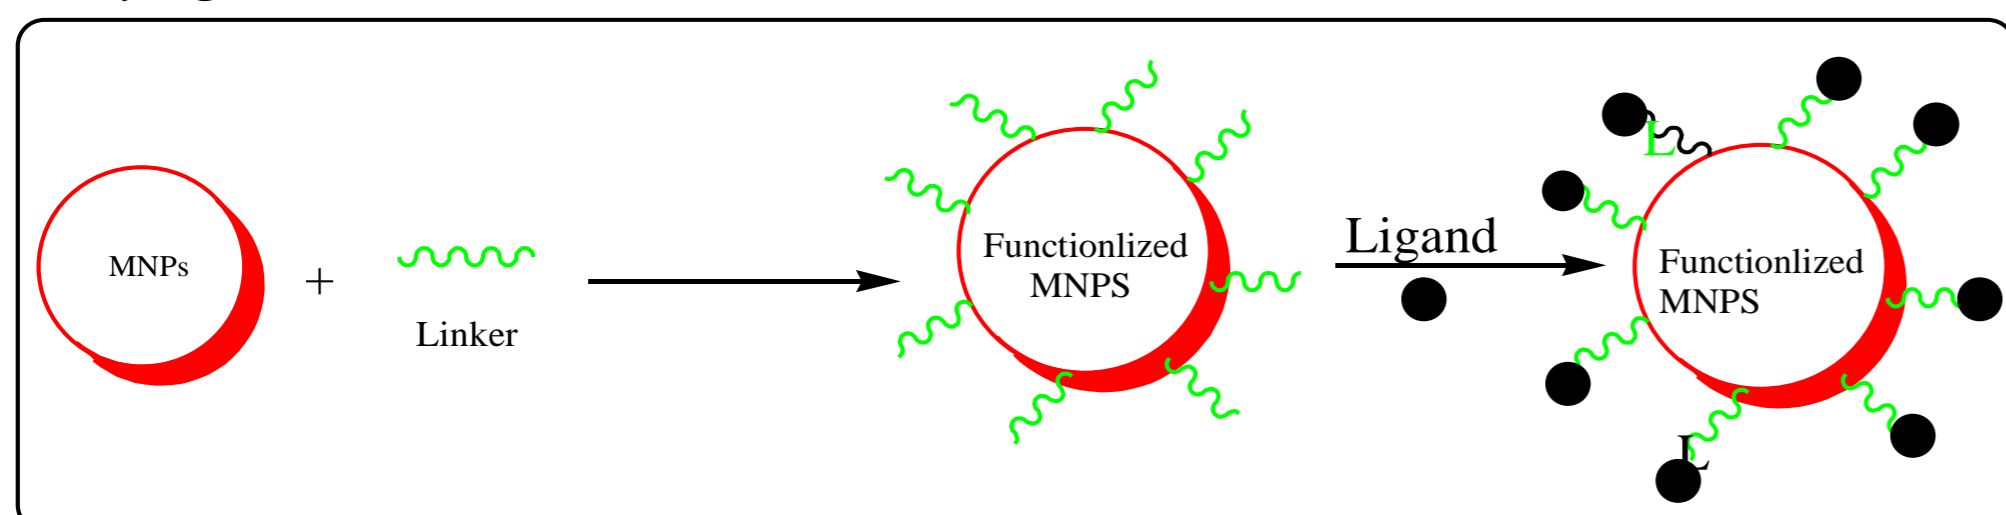 MNPs
+
Linker
Functionlized
MNPS
Ligand
L
Functionlized
MNPS
L